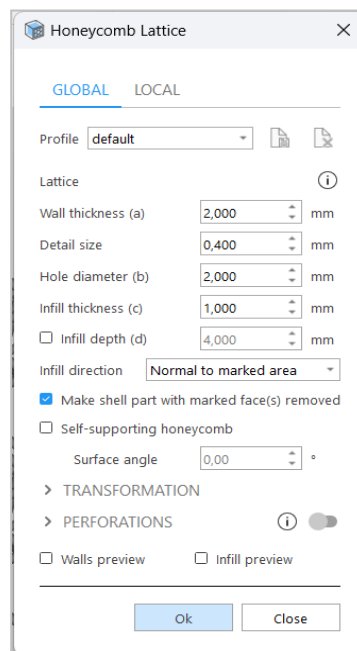 Honeycomb Lattice
GLOBAL LOCAL
Profile default
Lattice
Wall thickness (a) 2,000 mm
Detail size 0,400 mm
Hole diameter (b) 2,000 mm
Infill thickness (c) 1,000 mm
Infill depth (d) 4,000 mm
Infill direction Normal to marked area
Make shell part with marked face(s) removed
Self-supporting honeycomb
Surface angle 0,00 °
TRANSFORMATION
PERFORATIONS
Walls preview Infill preview
Ok Close